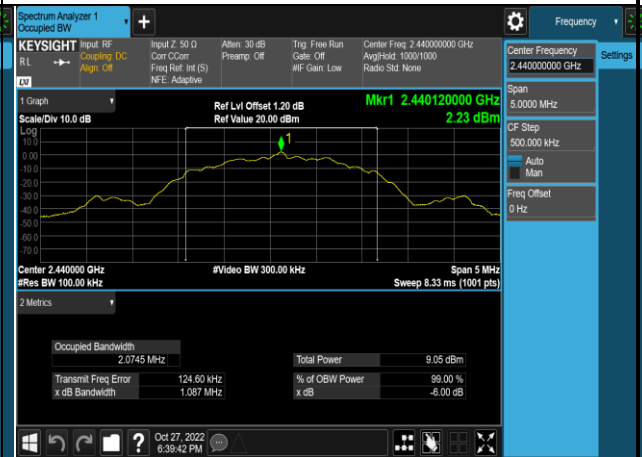 Spectrum Analyzer 1
Occupied BW
+
Frequency
KEYSIGHT
RL
LXI
Input: RF
Coupling: DC
Align: Off
Input Z: 50 Ω
Corr CCorr
Freq Ref: Int (S)
NFE: Adaptive
Atten: 30 dB
Preamp: Off
Trig: Free Run
Gate: Off
#IF Gain: Low
Center Freq: 2.440000000 GHz
Avg|Hold: 1000/1000
Radio Std: None
Center Frequency
2.440000000 GHz
Settings
Span
5.0000 MHz
CF Step
500.000 kHz
Auto
Man
Freq Offset
0 Hz
1 Graph
Scale/Div 10.0 dB
Ref Lvl Offset 1.20 dB
Ref Value 20.00 dBm
Mkr1 2.440120000 GHz
2.23 dBm
Log
10.0
0.00
-10.0
-20.0
-30.0
-40.0
-50.0
-60.0
-70.0
1
Center 2.440000 GHz
#Res BW 100.00 kHz
#Video BW 300.00 kHz
Span 5 MHz
Sweep 8.33 ms (1001 pts)
2 Metrics
Occupied Bandwidth
2.0745 MHz
Total Power 9.05 dBm
Transmit Freq Error 124.60 kHz
x dB Bandwidth 1.087 MHz
% of OBW Power 99.00 %
x dB -6.00 dB
?
Oct 27, 2022
6:39:42 PM